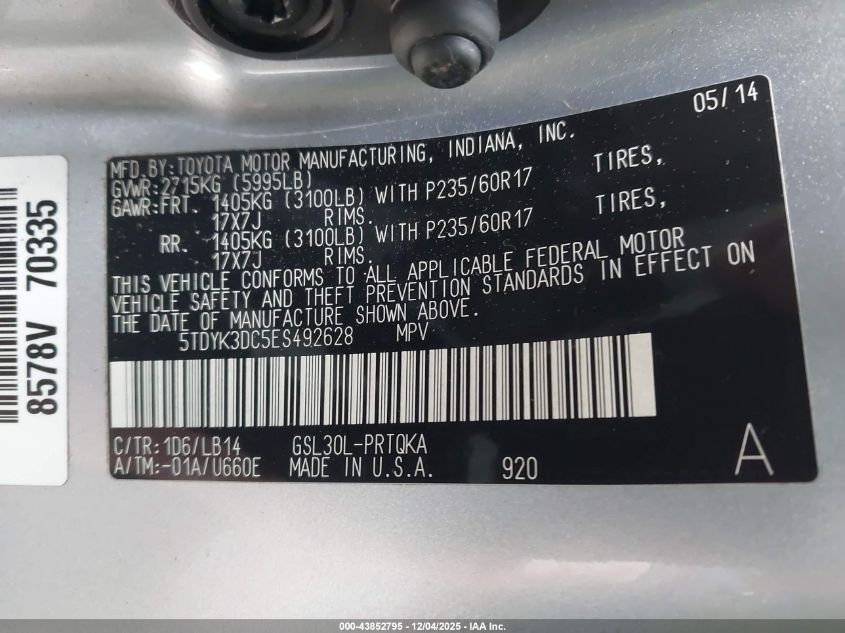 05/14
MFD.BY:TOYOTA MOTOR MANUFACTURING, INDIANA, INC.
GVWR:2715KG (5995LB)
GAWR:FRT. 1405KG (3100LB) WITH P235/60R17 TIRES,
17X7J RIMS.
RR. 1405KG (3100LB) WITH P235/60R17 TIRES,
17X7J RIMS.
THIS VEHICLE CONFORMS TO ALL APPLICABLE FEDERAL MOTOR
VEHICLE SAFETY AND THEFT PREVENTION STANDARDS IN EFFECT ON
THE DATE OF MANUFACTURE SHOWN ABOVE.
5TDYK3DC5ES492628 MPV
C/TR:1D6/LB14 GSL30L-PRTQKA
A/TM:-01A/U660E MADE IN U.S.A. 920 A
8578V 70335
000-43852795 - 12/04/2025 - IAA Inc.